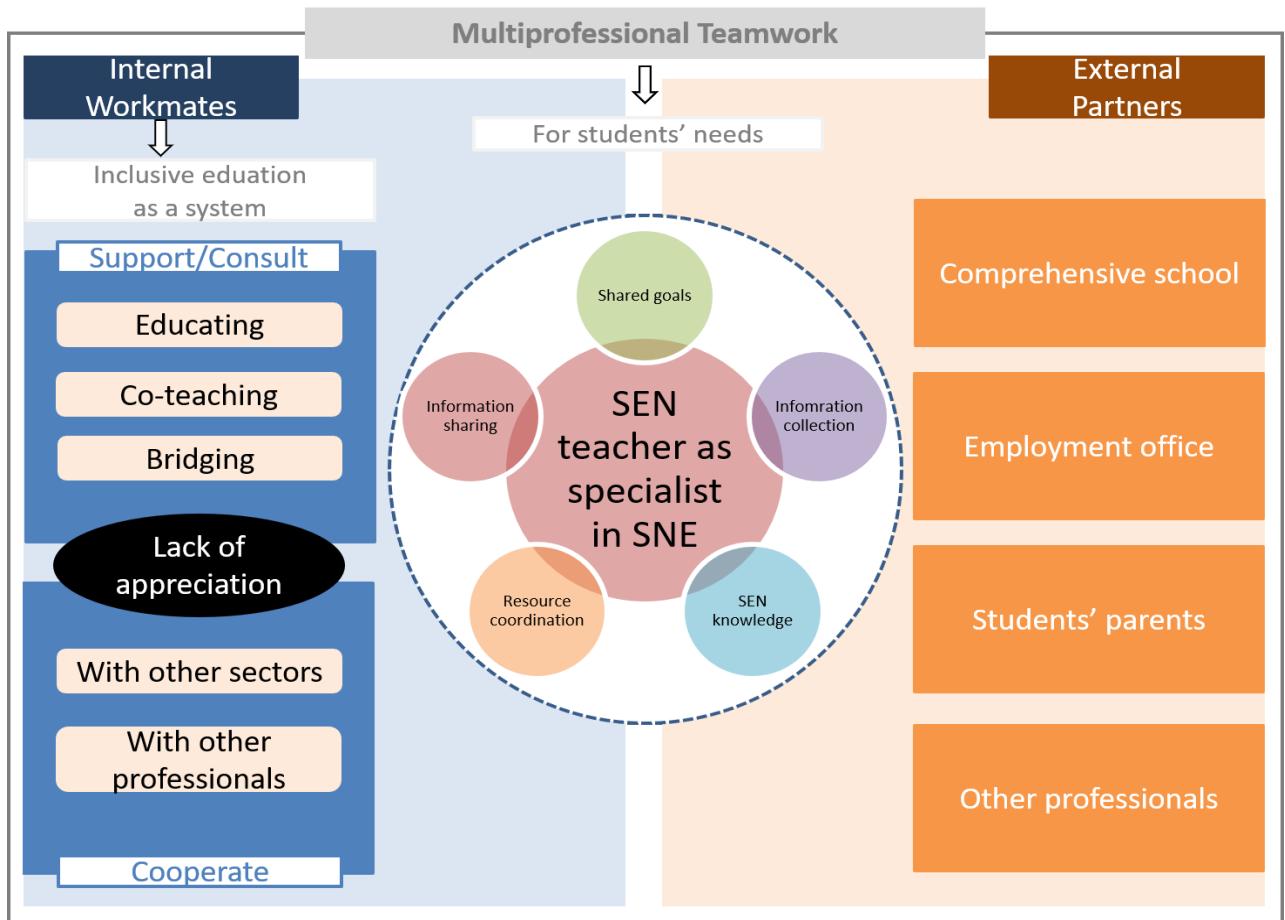 Multiprofessional Teamwork
Internal
Workmates
External
Partners
For students’ needs
Inclusive eduation
as a system
Support/Consult
Educating
Co-teaching
Bridging
Lack of
appreciation
With other sectors
With other
professionals
Cooperate
Shared goals
Information
sharing
Infomration
collection
SEN
teacher as
specialist
in SNE
Resource
coordination
SEN
knowledge
Comprehensive school
Employment office
Students’ parents
Other professionals